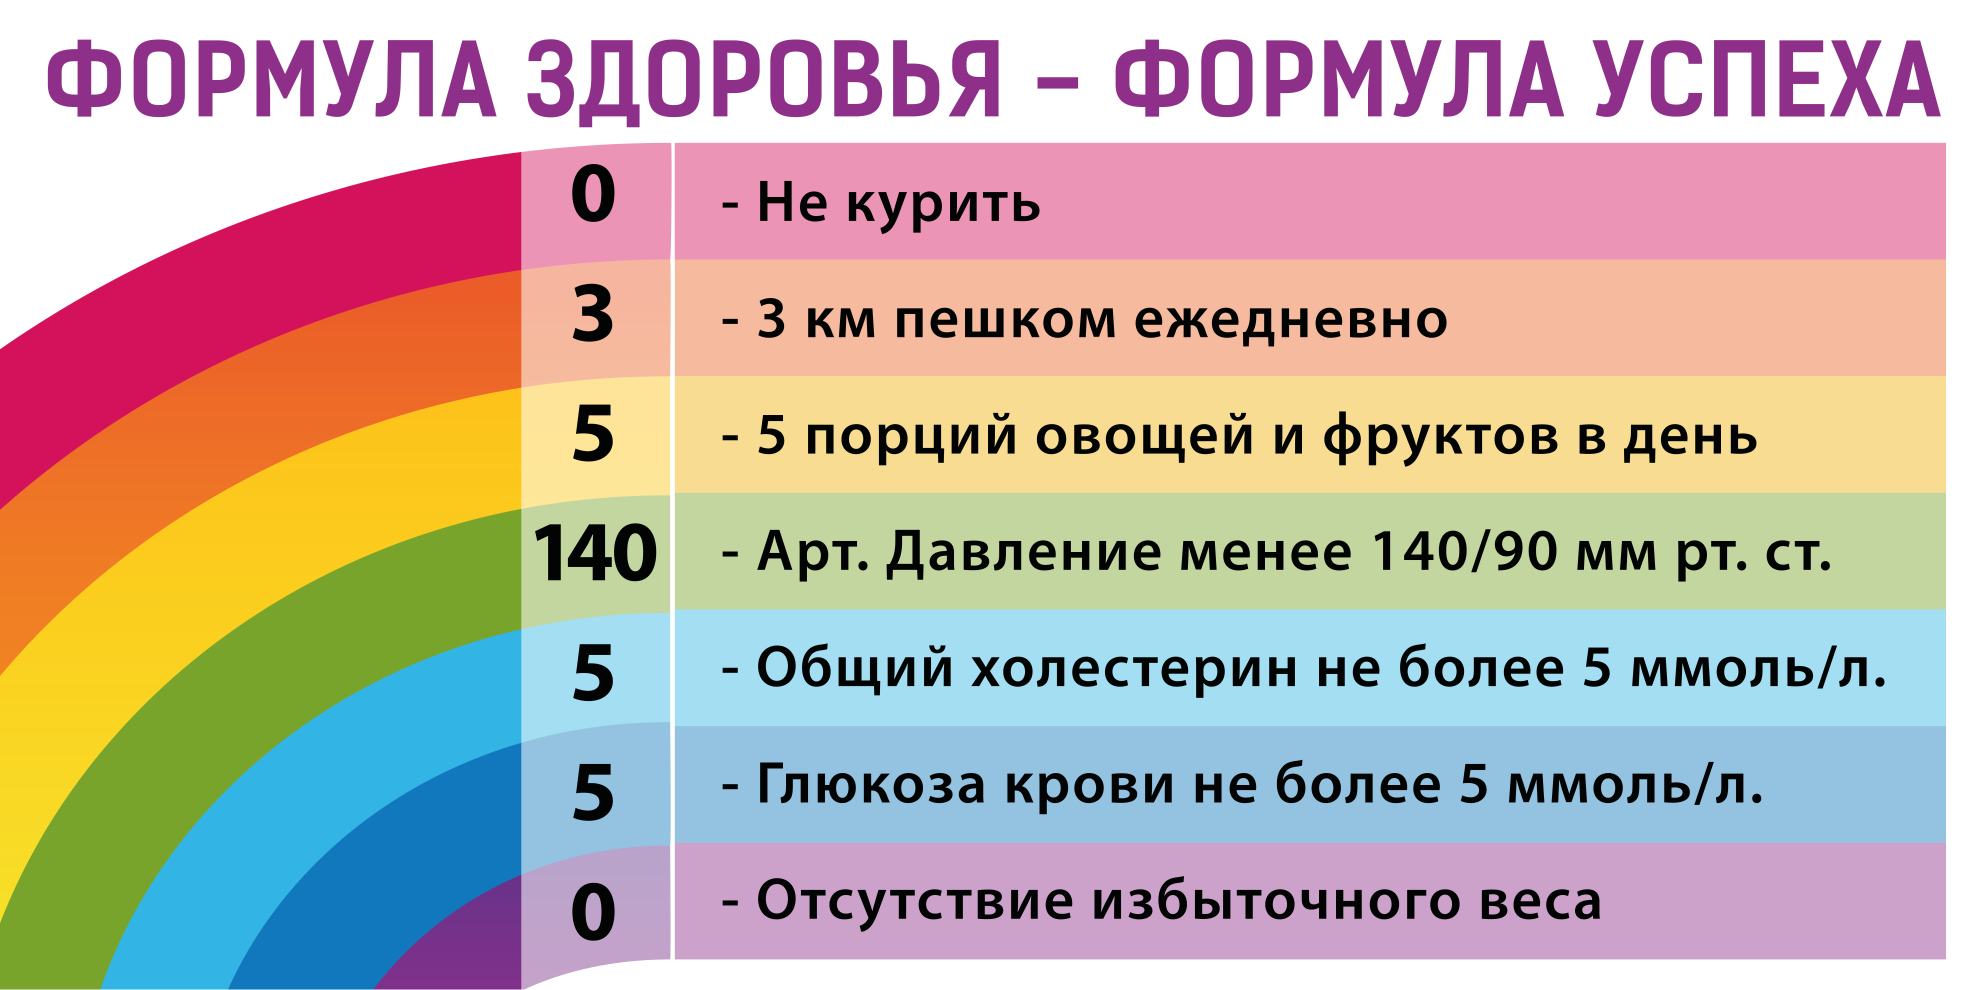 ФОРМУЛА ЗДОРОВЬЯ – ФОРМУЛА УСПЕХА
0 - Не курить
3 - 3 км пешком ежедневно
5 - 5 порций овощей и фруктов в день
140 - Арт. Давление менее 140/90 мм рт. ст.
5 - Общий холестерин не более 5 ммоль/л.
5 - Глюкоза крови не более 5 ммоль/л.
0 - Отсутствие избыточного веса